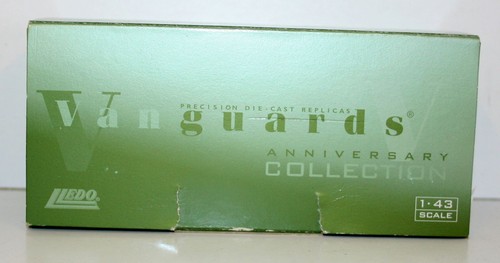 PRECISION DIE-CAST REPLICAS
Vanguards®
ANNIVERSARY
COLLECTION
LLEDO
1·43
SCALE